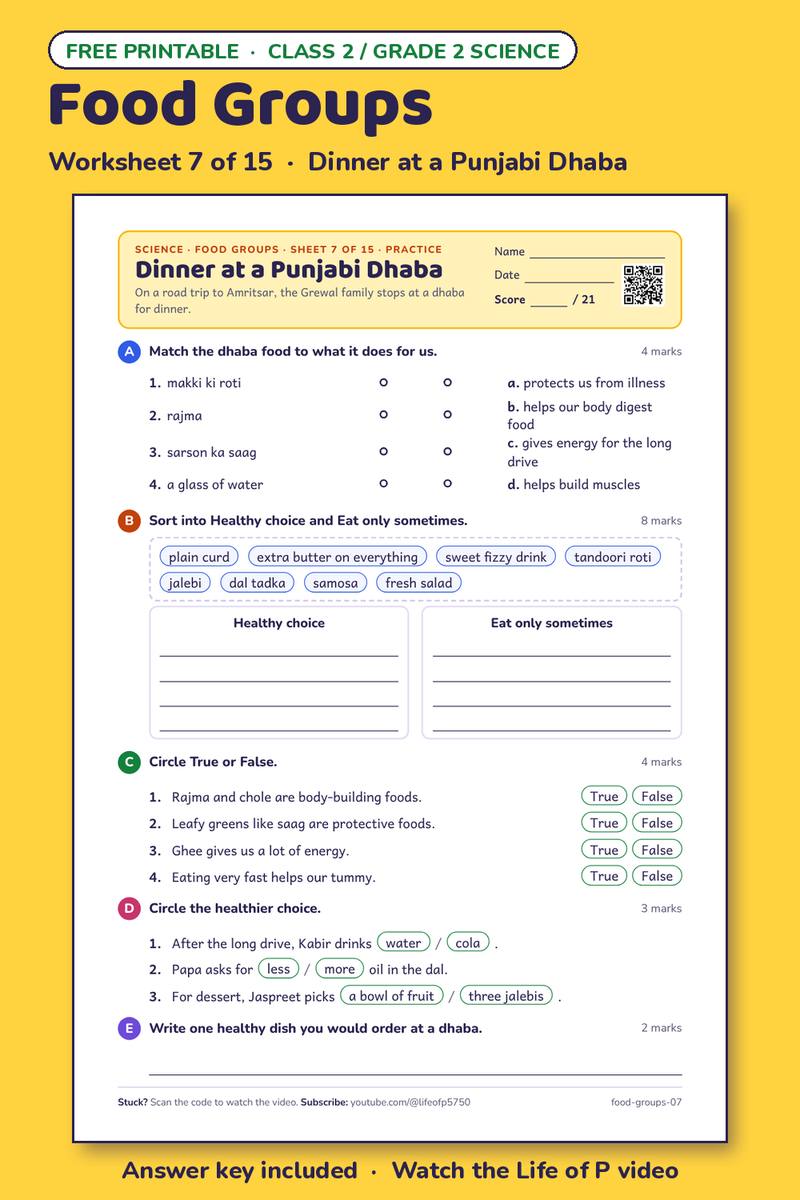 FREE PRINTABLE · CLASS 2 / GRADE 2 SCIENCE
Food Groups
Worksheet 7 of 15 · Dinner at a Punjabi Dhaba
SCIENCE · FOOD GROUPS · SHEET 7 OF 15 · PRACTICE
Dinner at a Punjabi Dhaba
On a road trip to Amritsar, the Grewal family stops at a dhaba
for dinner.
Name
Date
Score / 21
A Match the dhaba food to what it does for us. 4 marks
1. makki ki roti a. protects us from illness
2. rajma b. helps our body digest
food
3. sarson ka saag c. gives energy for the long
drive
4. a glass of water d. helps build muscles
B Sort into Healthy choice and Eat only sometimes. 8 marks
plain curd extra butter on everything sweet fizzy drink tandoori roti
jalebi dal tadka samosa fresh salad
Healthy choice Eat only sometimes
C Circle True or False. 4 marks
1. Rajma and chole are body-building foods. True False
2. Leafy greens like saag are protective foods. True False
3. Ghee gives us a lot of energy. True False
4. Eating very fast helps our tummy. True False
D Circle the healthier choice. 3 marks
1. After the long drive, Kabir drinks water / cola .
2. Papa asks for less / more oil in the dal.
3. For dessert, Jaspreet picks a bowl of fruit / three jalebis .
E Write one healthy dish you would order at a dhaba. 2 marks
Stuck? Scan the code to watch the video. Subscribe: youtube.com/@lifeofp5750 food-groups-07
Answer key included · Watch the Life of P video